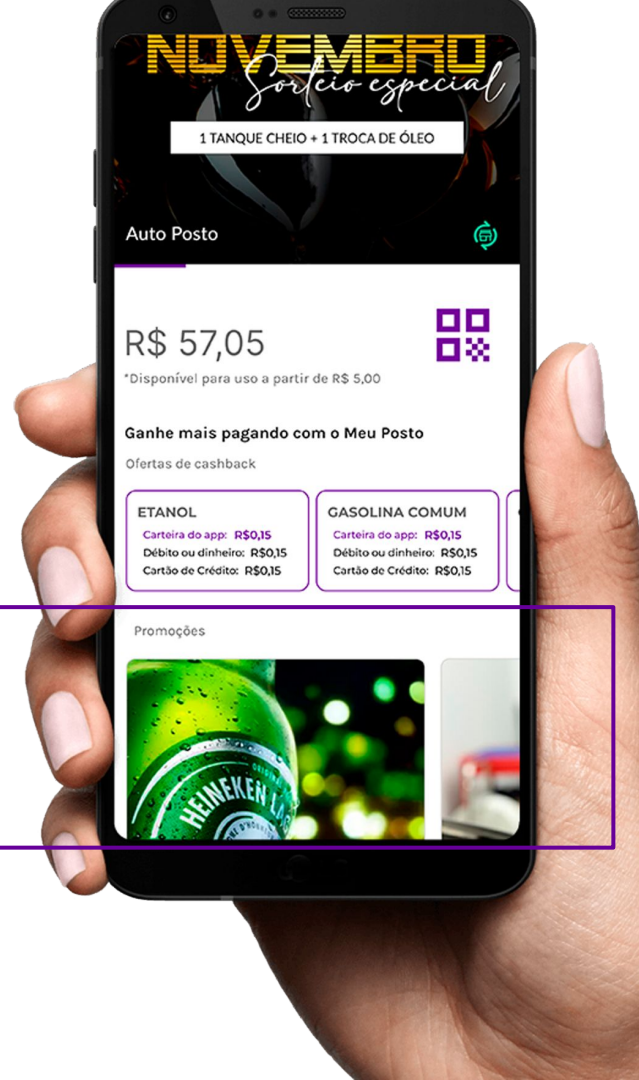 NOVEMBRO
Sorteio especial
1 TANQUE CHEIO + 1 TROCA DE ÓLEO
Auto Posto
R$ 57,05
*Disponível para uso a partir de R$ 5,00
Ganhe mais pagando com o Meu Posto
Ofertas de cashback
ETANOL
Carteira do app: R$0,15
Débito ou dinheiro: R$0,15
Cartão de Crédito: R$0,15
GASOLINA COMUM
Carteira do app: R$0,15
Débito ou dinheiro: R$0,15
Cartão de Crédito: R$0,15
Promoções
HEINEKEN